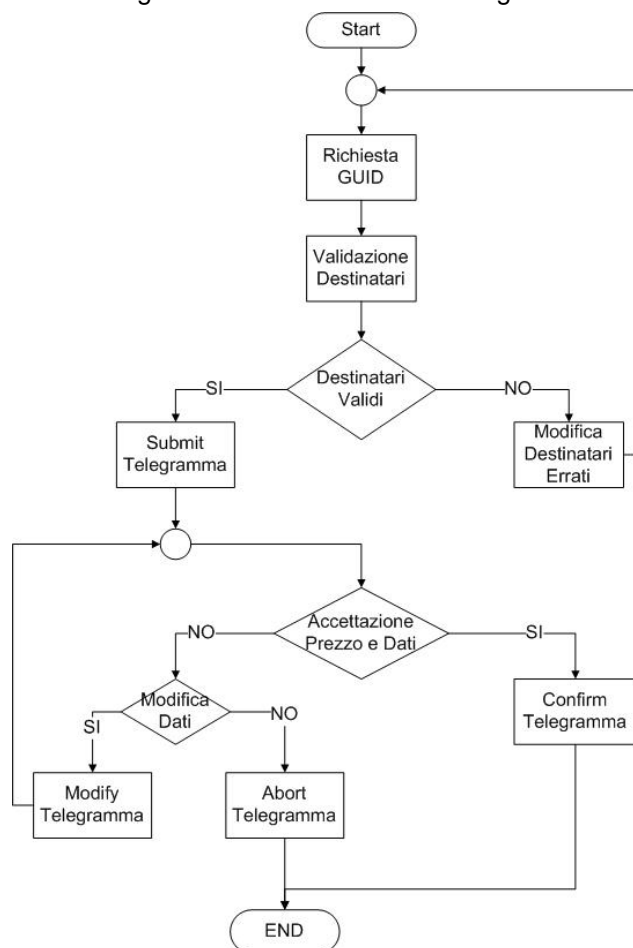 Start
Richiesta
GUID
Validazione
Destinatari
Destinatari
Validi
SI
NO
Submit
Telegramma
Modifica
Destinatari
Errati
Accettazione
Prezzo e Dati
NO
SI
Modifica
Dati
SI
NO
Confirm
Telegramma
Modify
Telegramma
Abort
Telegramma
END